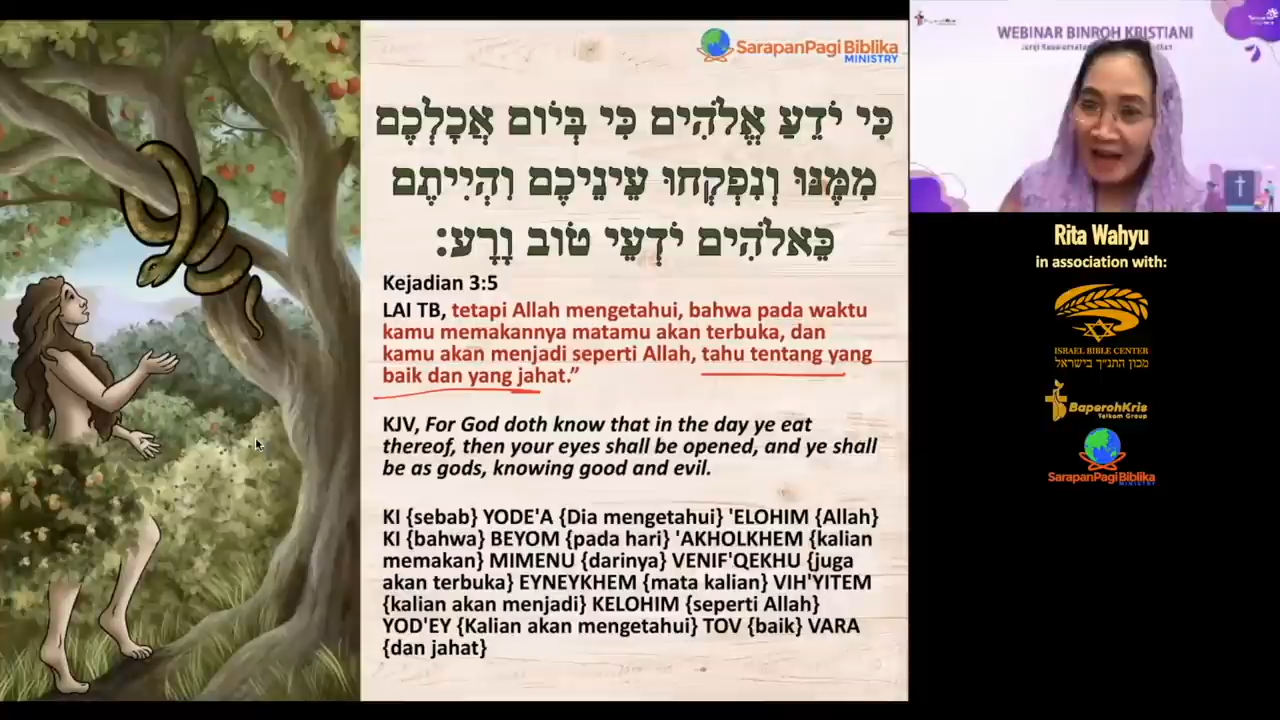 SarapanPagi Biblika
MINISTRY
כִּי יֹדֵעַ אֱלֹהִים כִּי בְּיוֹם אֲכָלְכֶם
מִמֶּנּוּ וְנִפְקְחוּ עֵינֵיכֶם וִהְיִיתֶם
כֵּאלֹהִים יֹדְעֵי טוֹב וָרָע׃
Kejadian 3:5
LAI TB, tetapi Allah mengetahui, bahwa pada waktu
kamu memakannya matamu akan terbuka, dan
kamu akan menjadi seperti Allah, tahu tentang yang
baik dan yang jahat.”
KJV, For God doth know that in the day ye eat
thereof, then your eyes shall be opened, and ye shall
be as gods, knowing good and evil.
KI {sebab} YODE'A {Dia mengetahui} 'ELOHIM {Allah}
KI {bahwa} BEYOM {pada hari} 'AKHOLKHEM {kalian
memakan} MIMENU {darinya} VENIF'QEKHU {juga
akan terbuka} EYNEYKHEM {mata kalian} VIH'YITEM
{kalian akan menjadi} KELOHIM {seperti Allah}
YOD'EY {Kalian akan mengetahui} TOV {baik} VARA
{dan jahat}
WEBINAR BINROH KRISTIANI
Rita Wahyu
in association with:
ISRAEL BIBLE CENTER
מכון התנ״ך בישראל
BaperohKris
Telkom Group
SarapanPagi Biblika
MINISTRY